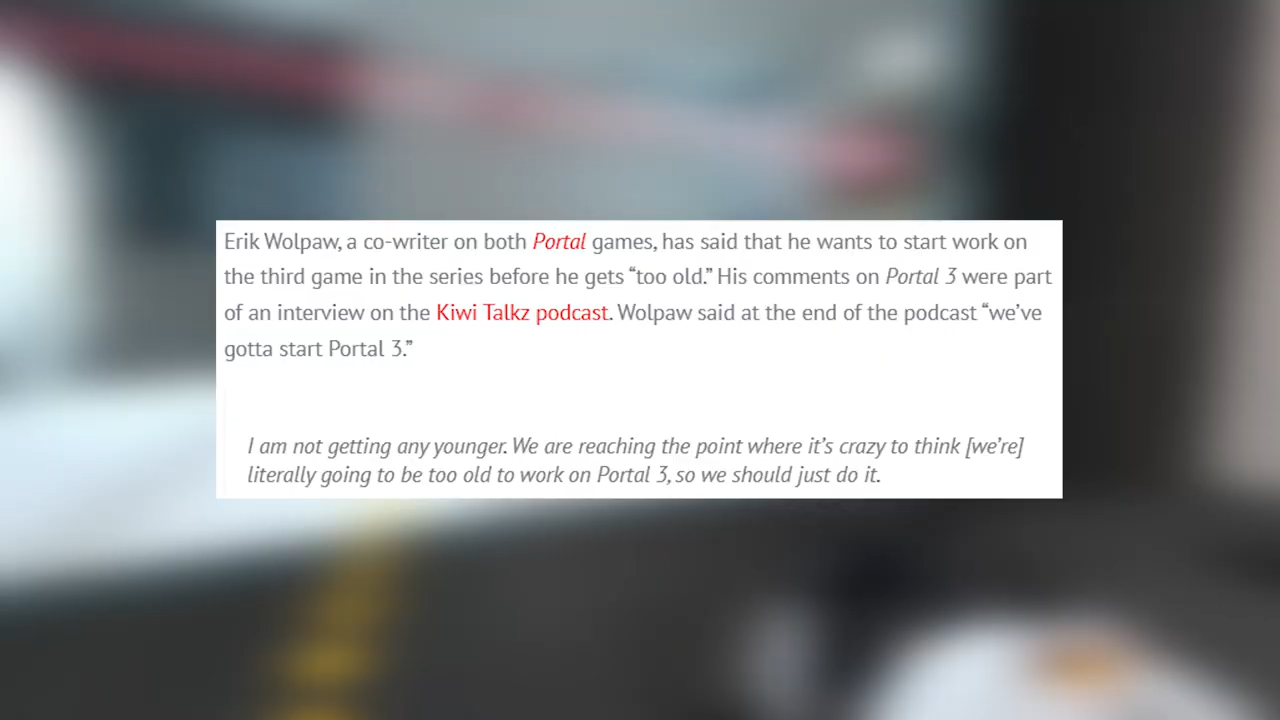 Erik Wolpaw, a co-writer on both Portal games, has said that he wants to start work on
the third game in the series before he gets “too old.” His comments on Portal 3 were part
of an interview on the Kiwi Talkz podcast. Wolpaw said at the end of the podcast “we’ve
gotta start Portal 3.”
I am not getting any younger. We are reaching the point where it’s crazy to think [we’re]
literally going to be too old to work on Portal 3, so we should just do it.